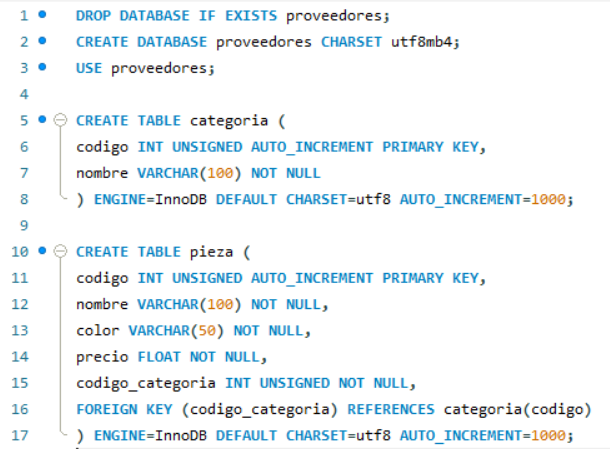 1 DROP DATABASE IF EXISTS proveedores;
2 CREATE DATABASE proveedores CHARSET utf8mb4;
3 USE proveedores;
4
5 CREATE TABLE categoria (
6 codigo INT UNSIGNED AUTO_INCREMENT PRIMARY KEY,
7 nombre VARCHAR(100) NOT NULL
8 ) ENGINE=InnoDB DEFAULT CHARSET=utf8 AUTO_INCREMENT=1000;
9
10 CREATE TABLE pieza (
11 codigo INT UNSIGNED AUTO_INCREMENT PRIMARY KEY,
12 nombre VARCHAR(100) NOT NULL,
13 color VARCHAR(50) NOT NULL,
14 precio FLOAT NOT NULL,
15 codigo_categoria INT UNSIGNED NOT NULL,
16 FOREIGN KEY (codigo_categoria) REFERENCES categoria(codigo)
17 ) ENGINE=InnoDB DEFAULT CHARSET=utf8 AUTO_INCREMENT=1000;